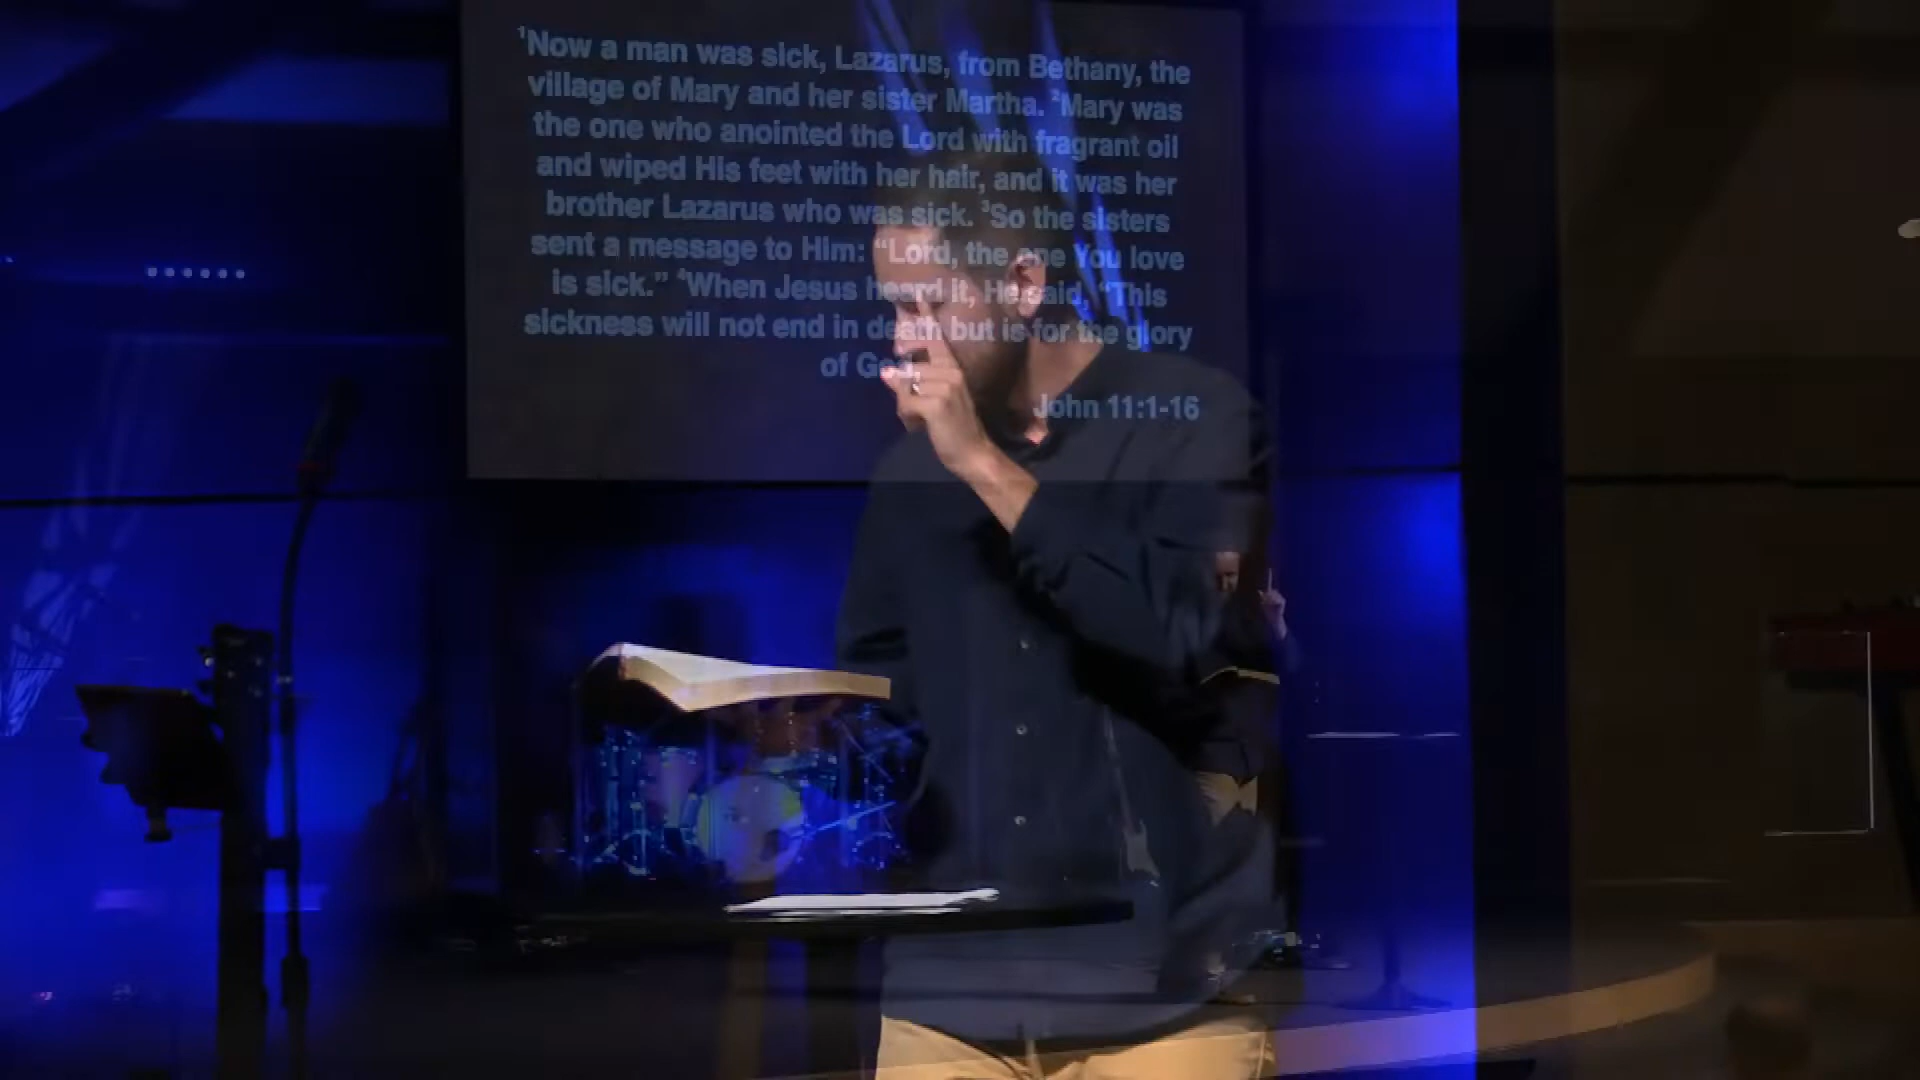 ¹Now a man was sick, Lazarus, from Bethany, the
village of Mary and her sister Martha. ²Mary was
the one who anointed the Lord with fragrant oil
and wiped His feet with her hair, and it was her
brother Lazarus who was sick. ³So the sisters
sent a message to Him: “Lord, the one You love
is sick.” ⁴When Jesus heard it, He said, “This
sickness will not end in death but is for the glory
of God,
John 11:1-16